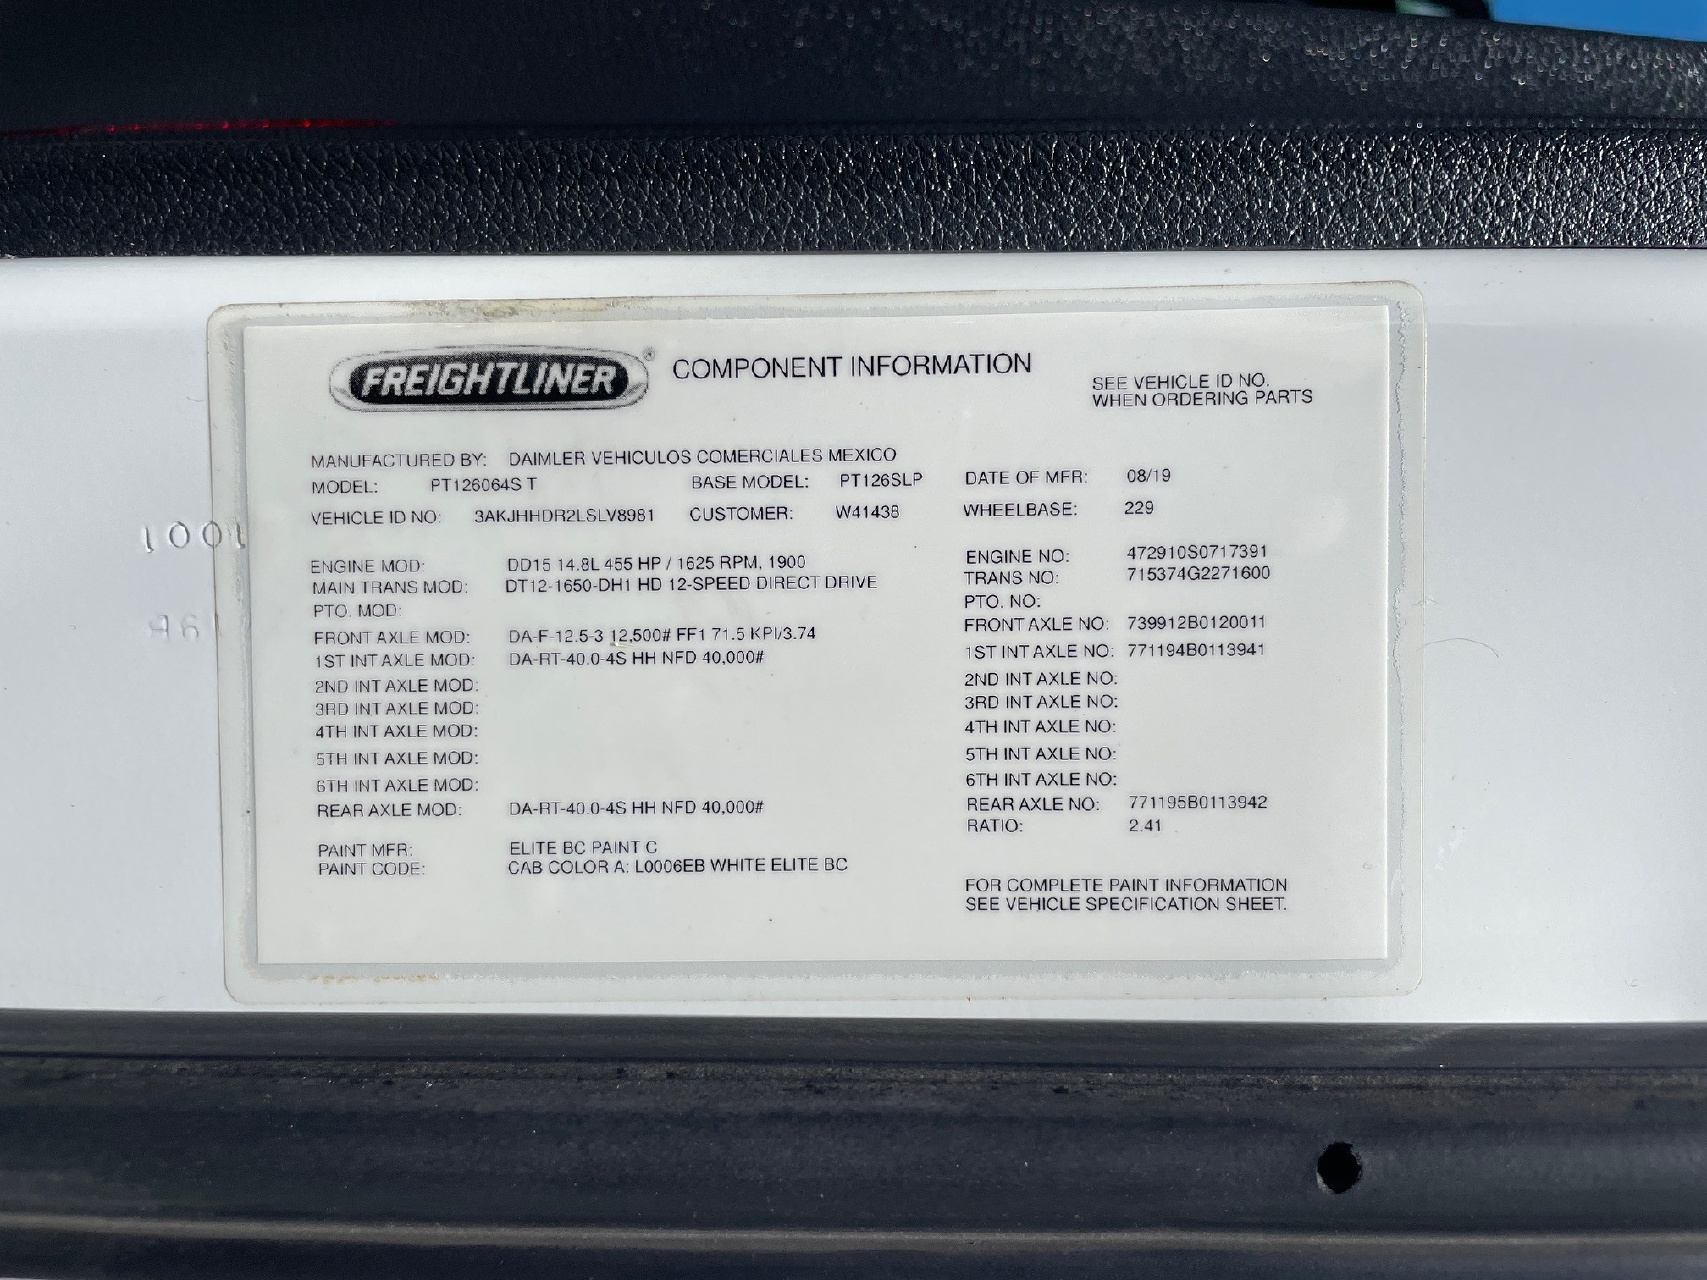 FREIGHTLINER® COMPONENT INFORMATION
SEE VEHICLE ID NO.
WHEN ORDERING PARTS
MANUFACTURED BY: DAIMLER VEHICULOS COMERCIALES MEXICO
MODEL: PT126064S T BASE MODEL: PT126SLP DATE OF MFR: 08/19
VEHICLE ID NO: 3AKJHHDR2LSLV8981 CUSTOMER: W41438 WHEELBASE: 229
1001
ENGINE MOD: DD15 14.8L 455 HP / 1625 RPM, 1900 ENGINE NO: 472910S0717391
MAIN TRANS MOD: DT12-1650-DH1 HD 12-SPEED DIRECT DRIVE TRANS NO: 715374G2271600
PTO. MOD: PTO. NO:
FRONT AXLE MOD: DA-F-12.5-3 12,500# FF1 71.5 KPI/3.74 FRONT AXLE NO: 739912B0120011
1ST INT AXLE MOD: DA-RT-40.0-4S HH NFD 40,000# 1ST INT AXLE NO: 771194B0113941
2ND INT AXLE MOD: 2ND INT AXLE NO:
3RD INT AXLE MOD: 3RD INT AXLE NO:
4TH INT AXLE MOD: 4TH INT AXLE NO:
5TH INT AXLE MOD: 5TH INT AXLE NO:
6TH INT AXLE MOD: 6TH INT AXLE NO:
REAR AXLE MOD: DA-RT-40.0-4S HH NFD 40,000# REAR AXLE NO: 771195B0113942
RATIO: 2.41
PAINT MFR: ELITE BC PAINT C
PAINT CODE: CAB COLOR A: L0006EB WHITE ELITE BC
FOR COMPLETE PAINT INFORMATION
SEE VEHICLE SPECIFICATION SHEET.